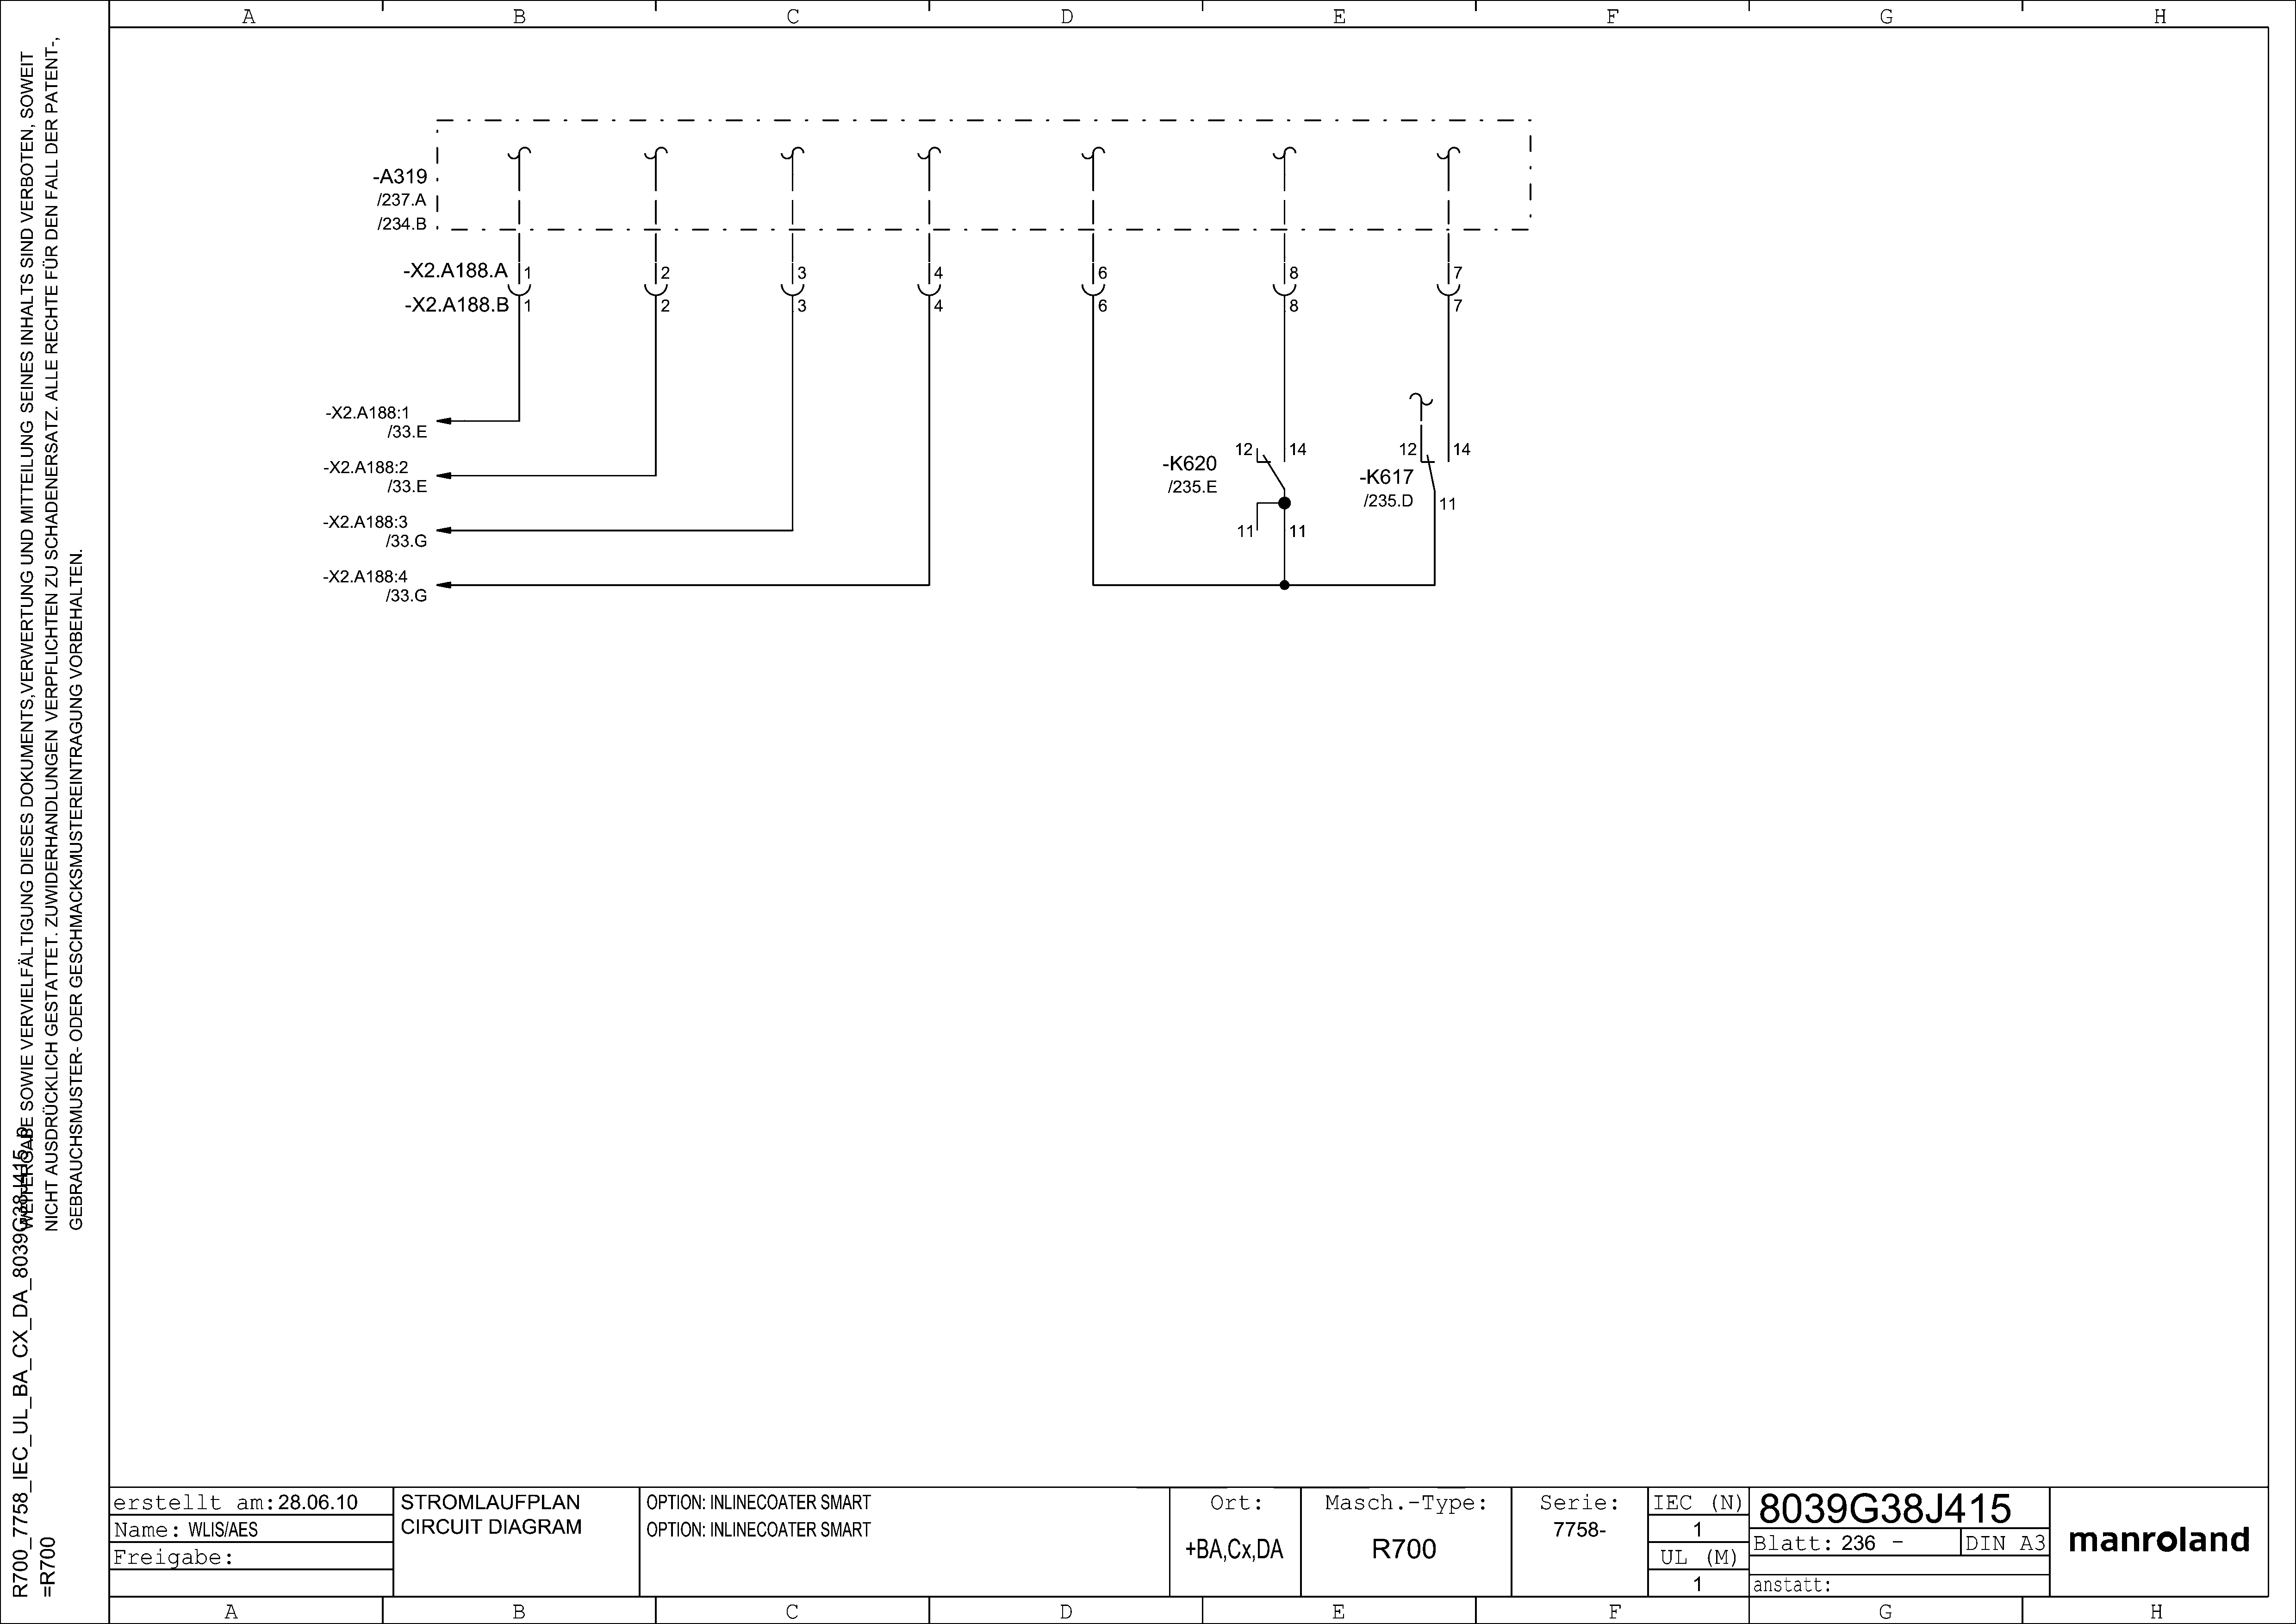 A B C D E F G H
WEITERGABE SOWIE VERVIELFÄLTIGUNG DIESES DOKUMENTS,VERWERTUNG UND MITTEILUNG SEINES INHALTS SIND VERBOTEN, SOWEIT
NICHT AUSDRÜCKLICH GESTATTET. ZUWIDERHANDLUNGEN VERPFLICHTEN ZU SCHADENERSATZ. ALLE RECHTE FÜR DEN FALL DER PATENT-,
GEBRAUCHSMUSTER- ODER GESCHMACKSMUSTEREINTRAGUNG VORBEHALTEN.
R700_7758_IEC_UL_BA_CX_DA_8039G38J415_p
=R700
-A319
/237.A
/234.B
-X2.A188.A 1 2 3 4 6 8 7
-X2.A188.B 1 2 3 4 6 8 7
-X2.A188:1
/33.E
-X2.A188:2
/33.E
-X2.A188:3
/33.G
-X2.A188:4
/33.G
12 14
-K620
/235.E
11 11
12 14
-K617
/235.D
11
erstellt am: 28.06.10
Name: WLIS/AES
Freigabe:
STROMLAUFPLAN
CIRCUIT DIAGRAM
OPTION: INLINECOATER SMART
OPTION: INLINECOATER SMART
Ort:
+BA,Cx,DA
Masch.-Type:
R700
Serie:
7758-
IEC (N)
1
UL (M)
1
8039G38J415
Blatt: 236 -
DIN A3
anstatt:
manroland
A B C D E F G H